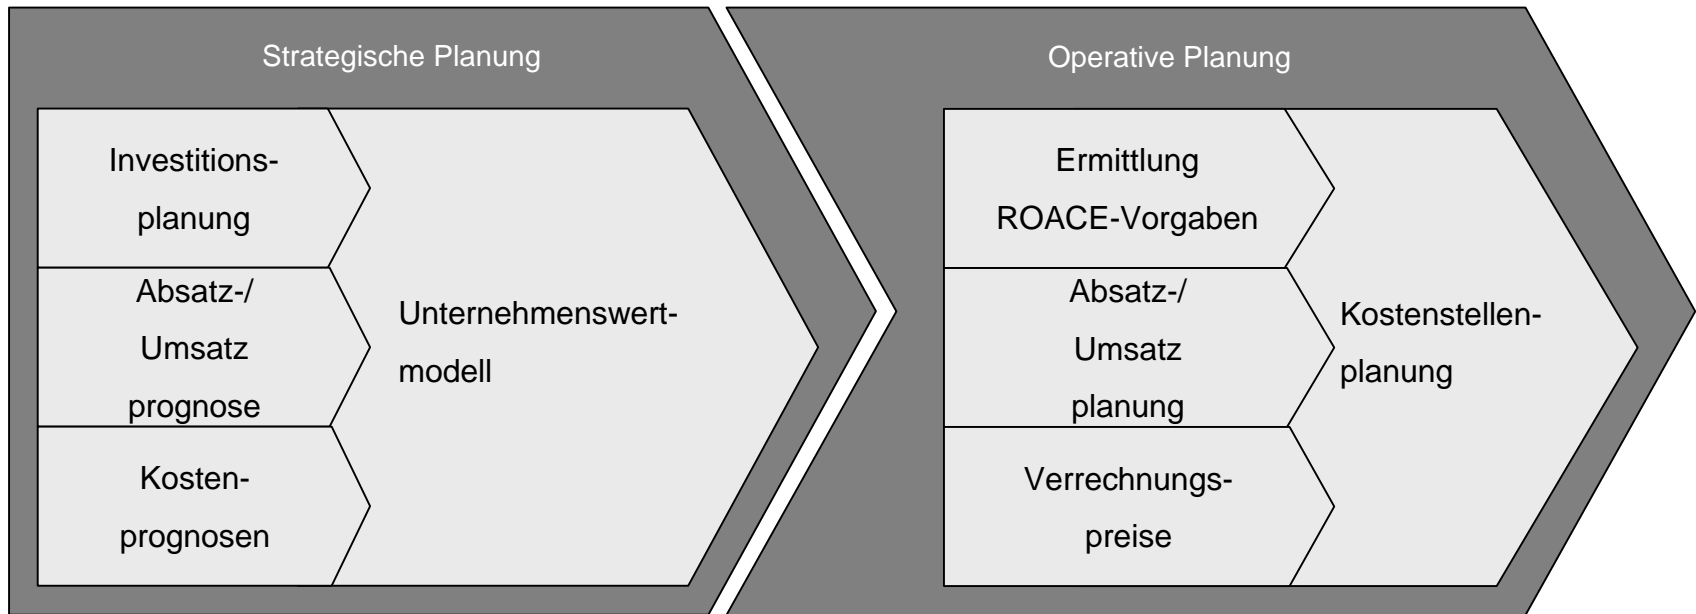 Strategische Planung
Investitions-
planung
Absatz-/
Umsatz
prognose
Kosten-
prognosen
Unternehmenswert-
modell
Operative Planung
Ermittlung
ROACE-Vorgaben
Absatz-/
Umsatz
planung
Verrechnungs-
preise
Kostenstellen-
planung